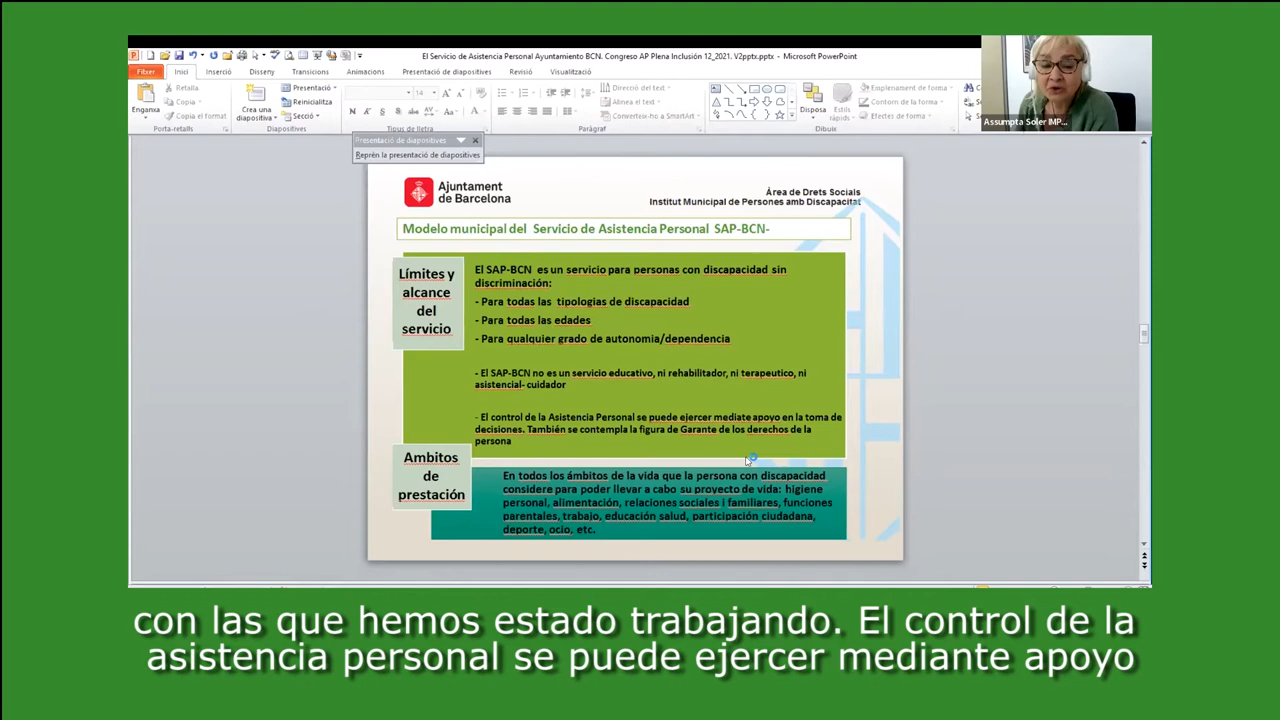 El Servicio de Asistencia Personal Ayuntamiento BCN. Congreso AP Plena Inclusión 12_2021. V2pptx.pptx - Microsoft PowerPoint
Fitxer Inici Inserció Disseny Transicions Animacions Presentació de diapositives Revisió Visualització
Enganxa
Retalla
Copia
Copia el format
Porta-retalls
Crea una
diapositiva
Presentació
Reinicialitza
Secció
Diapositives
14
Tipus de lletra
Direcció del text
Alinea el text
Converteix-ho a SmartArt
Paràgraf
Disposa
Estils
ràpids
Emplenament de forma
Contorn de la forma
Efectes de forma
Dibuix
Assumpta Soler IMP...
Presentació de diapositives
Reprèn la presentació de diapositives
Ajuntament
de Barcelona
Àrea de Drets Socials
Institut Municipal de Persones amb Discapacitat
Modelo municipal del Servicio de Asistencia Personal SAP-BCN-
Límites y
alcance
del
servicio
El SAP-BCN es un servicio para personas con discapacidad sin
discriminación:
- Para todas las tipologias de discapacidad
- Para todas las edades
- Para qualquier grado de autonomia/dependencia
- El SAP-BCN no es un servicio educativo, ni rehabilitador, ni terapeutico, ni
asistencial- cuidador
- El control de la Asistencia Personal se puede ejercer mediate apoyo en la toma de
decisiones. También se contempla la figura de Garante de los derechos de la
persona
Ambitos
de
prestación
En todos los ámbitos de la vida que la persona con discapacidad
considere para poder llevar a cabo su proyecto de vida: higiene
personal, alimentación, relaciones sociales i familiares, funciones
parentales, trabajo, educación salud, participación ciudadana,
deporte, ocio, etc.
con las que hemos estado trabajando. El control de la
asistencia personal se puede ejercer mediante apoyo